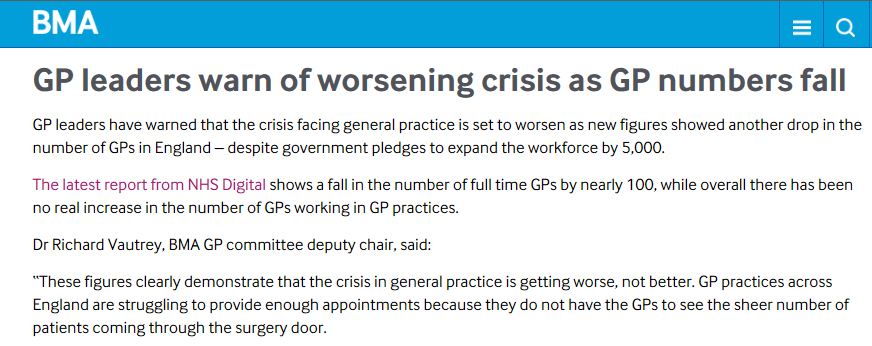 BMA
GP leaders warn of worsening crisis as GP numbers fall
GP leaders have warned that the crisis facing general practice is set to worsen as new figures showed another drop in the
number of GPs in England – despite government pledges to expand the workforce by 5,000.
The latest report from NHS Digital shows a fall in the number of full time GPs by nearly 100, while overall there has been
no real increase in the number of GPs working in GP practices.
Dr Richard Vautrey, BMA GP committee deputy chair, said:
“These figures clearly demonstrate that the crisis in general practice is getting worse, not better. GP practices across
England are struggling to provide enough appointments because they do not have the GPs to see the sheer number of
patients coming through the surgery door.